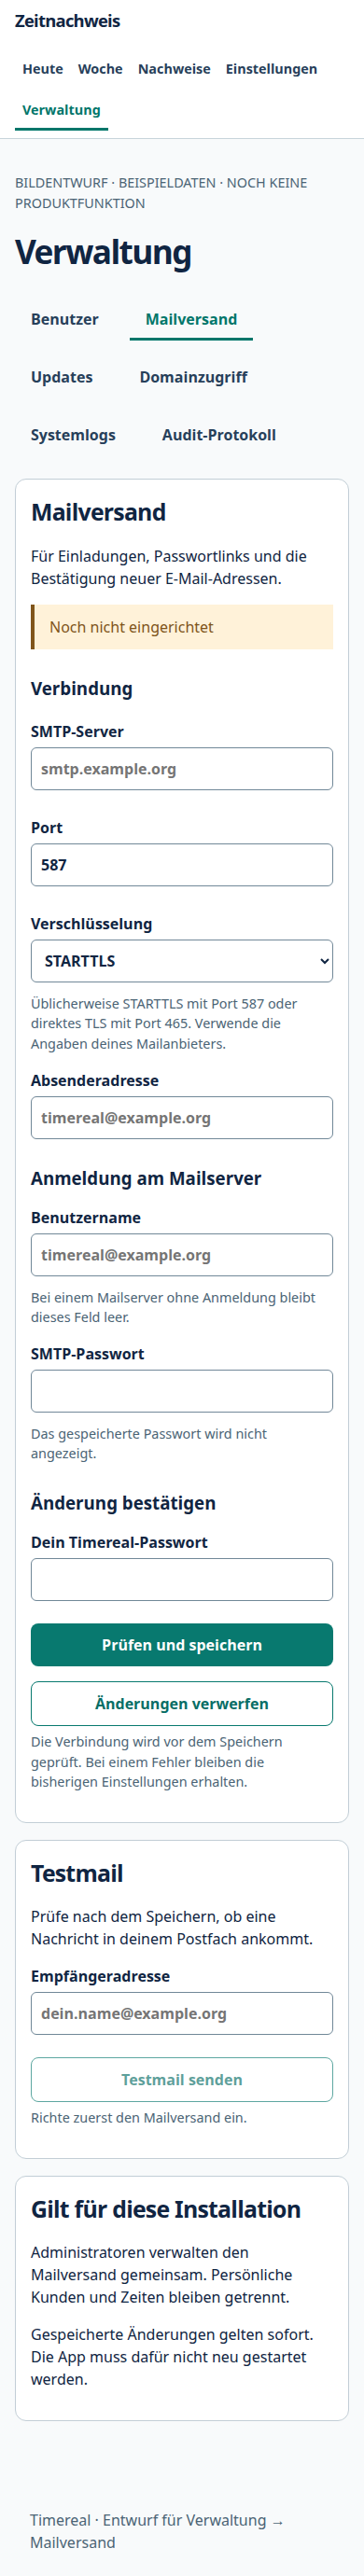 Zeitnachweis
Heute Woche Nachweise Einstellungen
Verwaltung
BILDENTWURF · BEISPIELDATEN · NOCH KEINE
PRODUKTFUNKTION
Verwaltung
Benutzer Mailversand
Updates Domainzugriff
Systemlogs Audit-Protokoll
Mailversand
Für Einladungen, Passwortlinks und die
Bestätigung neuer E-Mail-Adressen.
Noch nicht eingerichtet
Verbindung
SMTP-Server
smtp.example.org
Port
587
Verschlüsselung
STARTTLS
Üblicherweise STARTTLS mit Port 587 oder
direktes TLS mit Port 465. Verwende die
Angaben deines Mailanbieters.
Absenderadresse
timereal@example.org
Anmeldung am Mailserver
Benutzername
timereal@example.org
Bei einem Mailserver ohne Anmeldung bleibt
dieses Feld leer.
SMTP-Passwort
Das gespeicherte Passwort wird nicht
angezeigt.
Änderung bestätigen
Dein Timereal-Passwort
Prüfen und speichern
Änderungen verwerfen
Die Verbindung wird vor dem Speichern
geprüft. Bei einem Fehler bleiben die
bisherigen Einstellungen erhalten.
Testmail
Prüfe nach dem Speichern, ob eine
Nachricht in deinem Postfach ankommt.
Empfängeradresse
dein.name@example.org
Testmail senden
Richte zuerst den Mailversand ein.
Gilt für diese Installation
Administratoren verwalten den
Mailversand gemeinsam. Persönliche
Kunden und Zeiten bleiben getrennt.
Gespeicherte Änderungen gelten sofort.
Die App muss dafür nicht neu gestartet
werden.
Timereal · Entwurf für Verwaltung →
Mailversand